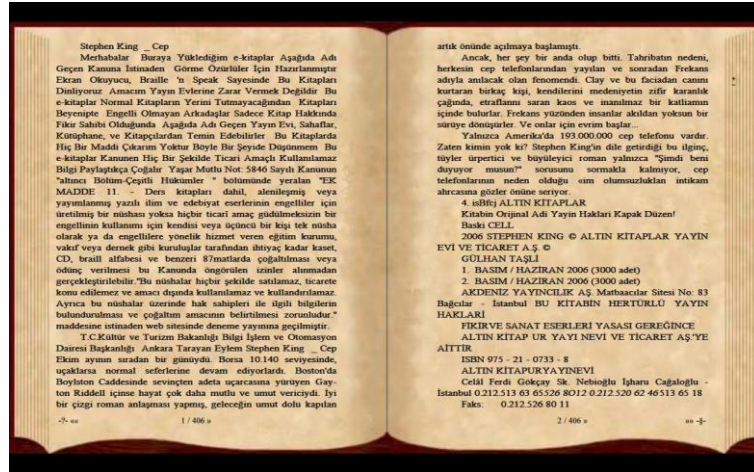 Stephen King _ Cep
Merhabalar Buraya Yüklediğim e-kitaplar Aşağıda Adı
Geçen Kanuna İstinaden Görme Özürlüler İçin Hazırlanmıştır
Ekran Okuyucu, Braille 'n Speak Sayesinde Bu Kitapları
Dinliyoruz Amacım Yayın Evlerine Zarar Vermek Değildir Bu
e-kitaplar Normal Kitapların Yerini Tutmayacağından Kitapları
Beyenipte Engelli Olmayan Arkadaşlar Sadece Kitap Hakkında
Fikir Sahibi Olduğunda Aşağıda Adı Geçen Yayın Evi, Sahaflar,
Kütüphane, ve Kitapçılardan Temin Edebilirler Bu Kitaplarda
Hiç Bir Maddi Çıkarım Yoktur Böyle Bir Şeyide Düşünmem Bu
e-kitaplar Kanunen Hiç Bir Şekilde Ticari Amaçlı Kullanılamaz
Bilgi Paylaştıkça Çoğalır Yaşar Mutlu Not: 5846 Sayılı Kanunun
"altıncı Bölüm-Çeşitli Hükümler " bölümünde yeralan "EK
MADDE 11. - Ders kitapları dahil, alenileşmiş veya
yayımlanmış yazılı ilim ve edebiyat eserlerinin engelliler için
üretilmiş bir nüshası yoksa hiçbir ticarî amaç güdülmeksizin bir
engellinin kullanımı için kendisi veya üçüncü bir kişi tek nüsha
olarak ya da engellilere yönelik hizmet veren eğitim kurumu,
vakıf veya dernek gibi kuruluşlar tarafından ihtiyaç kadar kaset,
CD, braill alfabesi ve benzeri 87matlarda çoğaltılması veya
ödünç verilmesi bu Kanunda öngörülen izinler alınmadan
gerçekleştirilebilir."Bu nüshalar hiçbir şekilde satılamaz, ticarete
konu edilemez ve amacı dışında kullanılamaz ve kullandırılamaz.
Ayrıca bu nüshalar üzerinde hak sahipleri ile ilgili bilgilerin
bulundurulması ve çoğaltım amacının belirtilmesi zorunludur."
maddesine istinaden web sitesinde deneme yayınına geçilmiştir.
T.C.Kültür ve Turizm Bakanlığı Bilgi İşlem ve Otomasyon
Dairesi Başkanlığı Ankara Tarayan Eylem Stephen King _ Cep
Ekim ayının sıradan bir günüydü. Borsa 10.140 seviyesinde,
uçaklarsa normal seferlerine devam ediyorlardı. Boston'da
Boylston Caddesinde sevinçten adeta uçarcasına yürüyen Gay-
ton Riddell içinse hayat çok daha mutlu ve umut vericiydi. İyi
bir çizgi roman anlaşması yapmış, geleceğin umut dolu kapıları
-?- «« 1 / 406 »
artık önünde açılmaya başlamıştı.
Ancak, her şey bir anda olup bitti. Tahribatın nedeni,
herkesin cep telefonlarından yayılan ve sonradan Frekans
adıyla anılacak olan fenomendi. Clay ve bu faciadan canını
kurtaran birkaç kişi, kendilerini medeniyetin zifir karanlık
çağında, etraflarını saran kaos ve inanılmaz bir katliamın
içinde bulurlar. Frekans yüzünden insanlar akıldan yoksun bir
sürüye dönüşürler. Ve onlar için evrim başlar...
Yalnızca Amerika'da 193.000.000 cep telefonu vardır.
Zaten kimin yok ki? Stephen King'in dile getirdiği bu ilginç,
tüyler ürpertici ve büyüleyici roman yalnızca "Şimdi beni
duyuyor musun?" sorusunu sormakla kalmıyor, cep
telefonlarının neden olduğu «ım olumsuzlukları intikam
ahrcasına gözler önüne seriyor.
4. isBfcj ALTIN KİTAPLAR
Kitabin Orijinal Adi Yayin Haklari Kapak Düzen!
Baski CELL
2006 STEPHEN KING © ALTIN KİTAPLAR YAYİN
EVİ VE TİCARET A.Ş. ©
GÜLHAN TAŞLİ
1. BASIM / HAZİRAN 2006 (3000 adet)
2. BASIM / HAZİRAN 2006 (3000 adet)
AKDENİZ YAYINCILIK AŞ. Matbaacılar Sitesi No: 83
Bağcılar - İstanbul BU KİTABİN HERTÜRLÜ YAYIN
HAKLARİ
FİKİRVE SANAT ESERLERİ YASASI GEREĞİNCE
ALTIN KİTAP UR YAYI NEVİ VE TİCARET AŞ.'YE
AİTTİR
ISBN 975 - 21 - 0733 - 8
ALTIN KİTAPURYAYINEVİ
Celâl Ferdi Gökçay Sk. Nebioğlu İşharu Cağaloğlu -
İstanbul 0.212.513 63 65526 8O12 0.212.520 62 46513 65 18
Faks: 0.212.526 80 11
2 / 406 » »» -§-